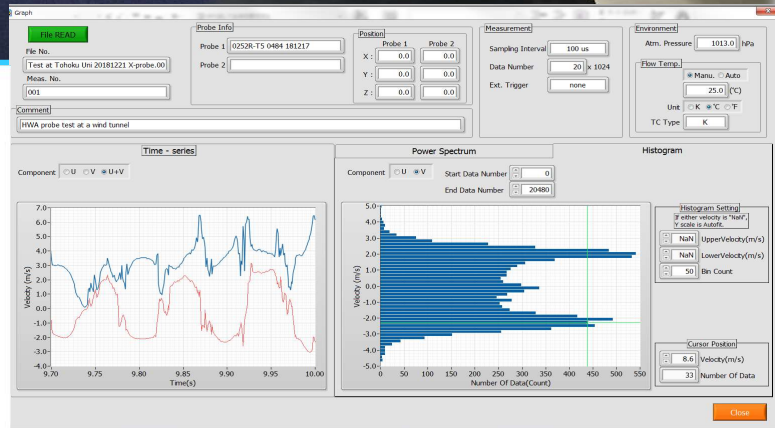 Graph
File READ
File No.
Test at Tohoku Uni 20181221 X-probe.00
Meas. No.
001
Probe Info
Probe 1 0252R-T5 0484 181217
Probe 2
Position
Probe 1 Probe 2
X : 0.0 0.0
Y : 0.0 0.0
Z : 0.0 0.0
Measurement
Sampling Interval 100 us
Data Number 20 x 1024
Ext. Trigger none
Environment
Atm. Pressure 1013.0 hPa
Flow Temp.
Manu. Auto
25.0 (℃)
Unit K ℃ °F
TC Type K
Comment
HWA probe test at a wind tunnel
Time - series
Component U V U+V
7.0
6.0
5.0
4.0
3.0
2.0
1.0
0.0
-1.0
-2.0
-3.0
-4.0
Velocity (m/s)
9.70 9.75 9.80 9.85 9.90 9.95 10.00
Time(s)
Power Spectrum
Histogram
Component U V
Start Data Number 0
End Data Number 20480
5.0
4.0
3.0
2.0
1.0
0.0
-1.0
-2.0
-3.0
-4.0
-5.0
Velocity (m/s)
0 50 100 150 200 250 300 350 400 450 500 550
Number Of Data(Count)
Histogram Setting
If either velocity is "NaN",
Y scale is Autofit.
NaN UpperVelocity(m/s)
NaN LowerVelocity(m/s)
50 Bin Count
Cursor Position
8.6 Velocity(m/s)
33 Number Of Data
Close